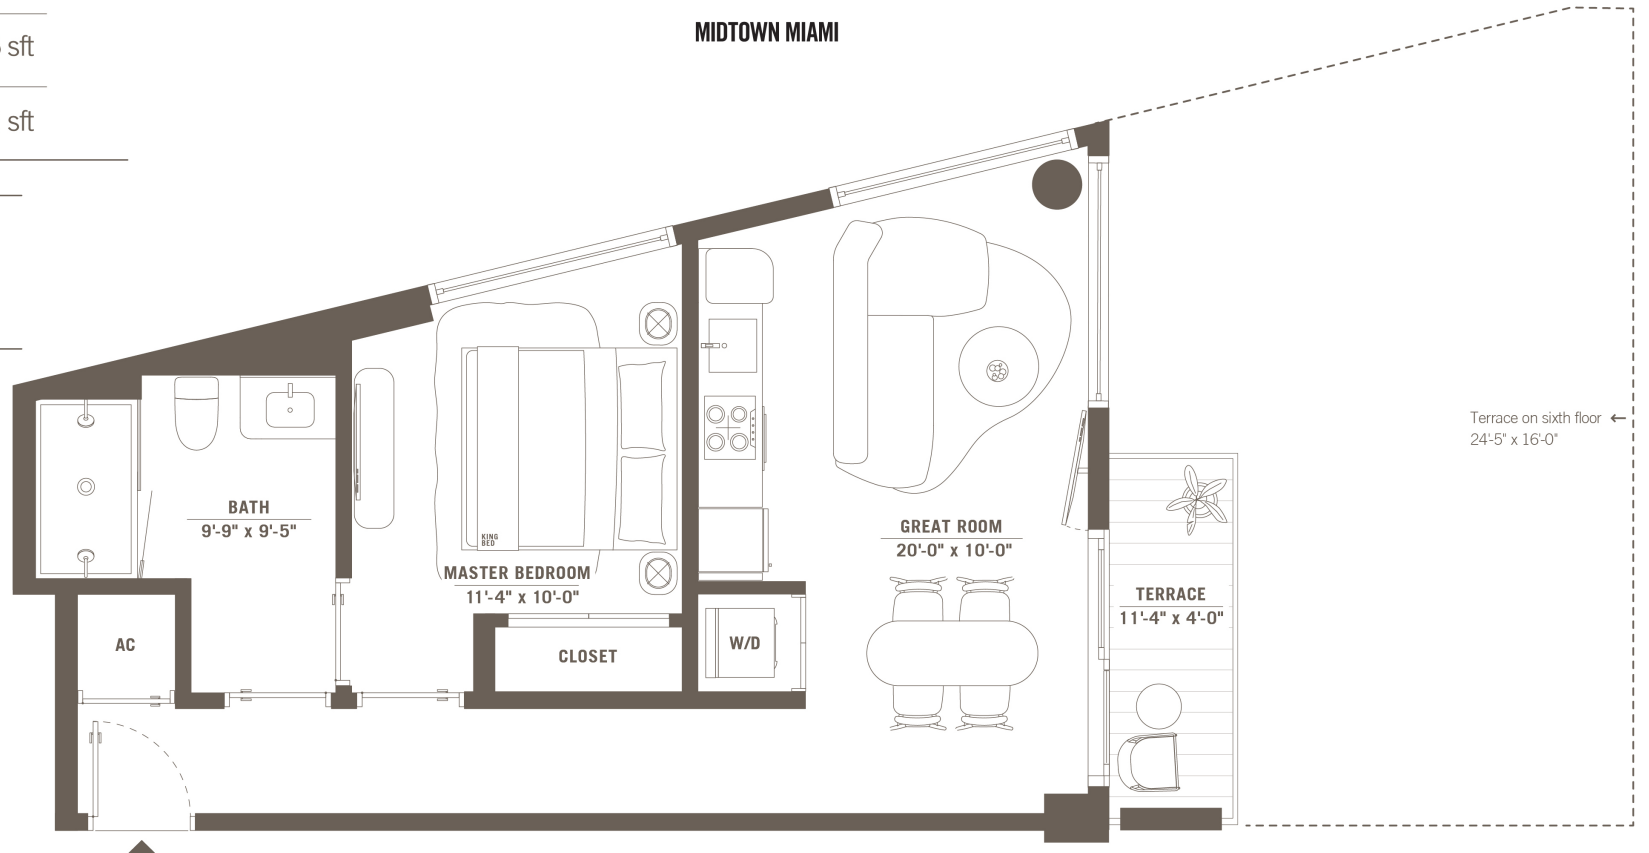 MIDTOWN MIAMI
sft
sft
Terrace on sixth floor ←
24'-5" x 16'-0"
BATH
9'-9" x 9'-5"
KING
BED
MASTER BEDROOM
11'-4" x 10'-0"
GREAT ROOM
20'-0" x 10'-0"
TERRACE
11'-4" x 4'-0"
AC
CLOSET
W/D